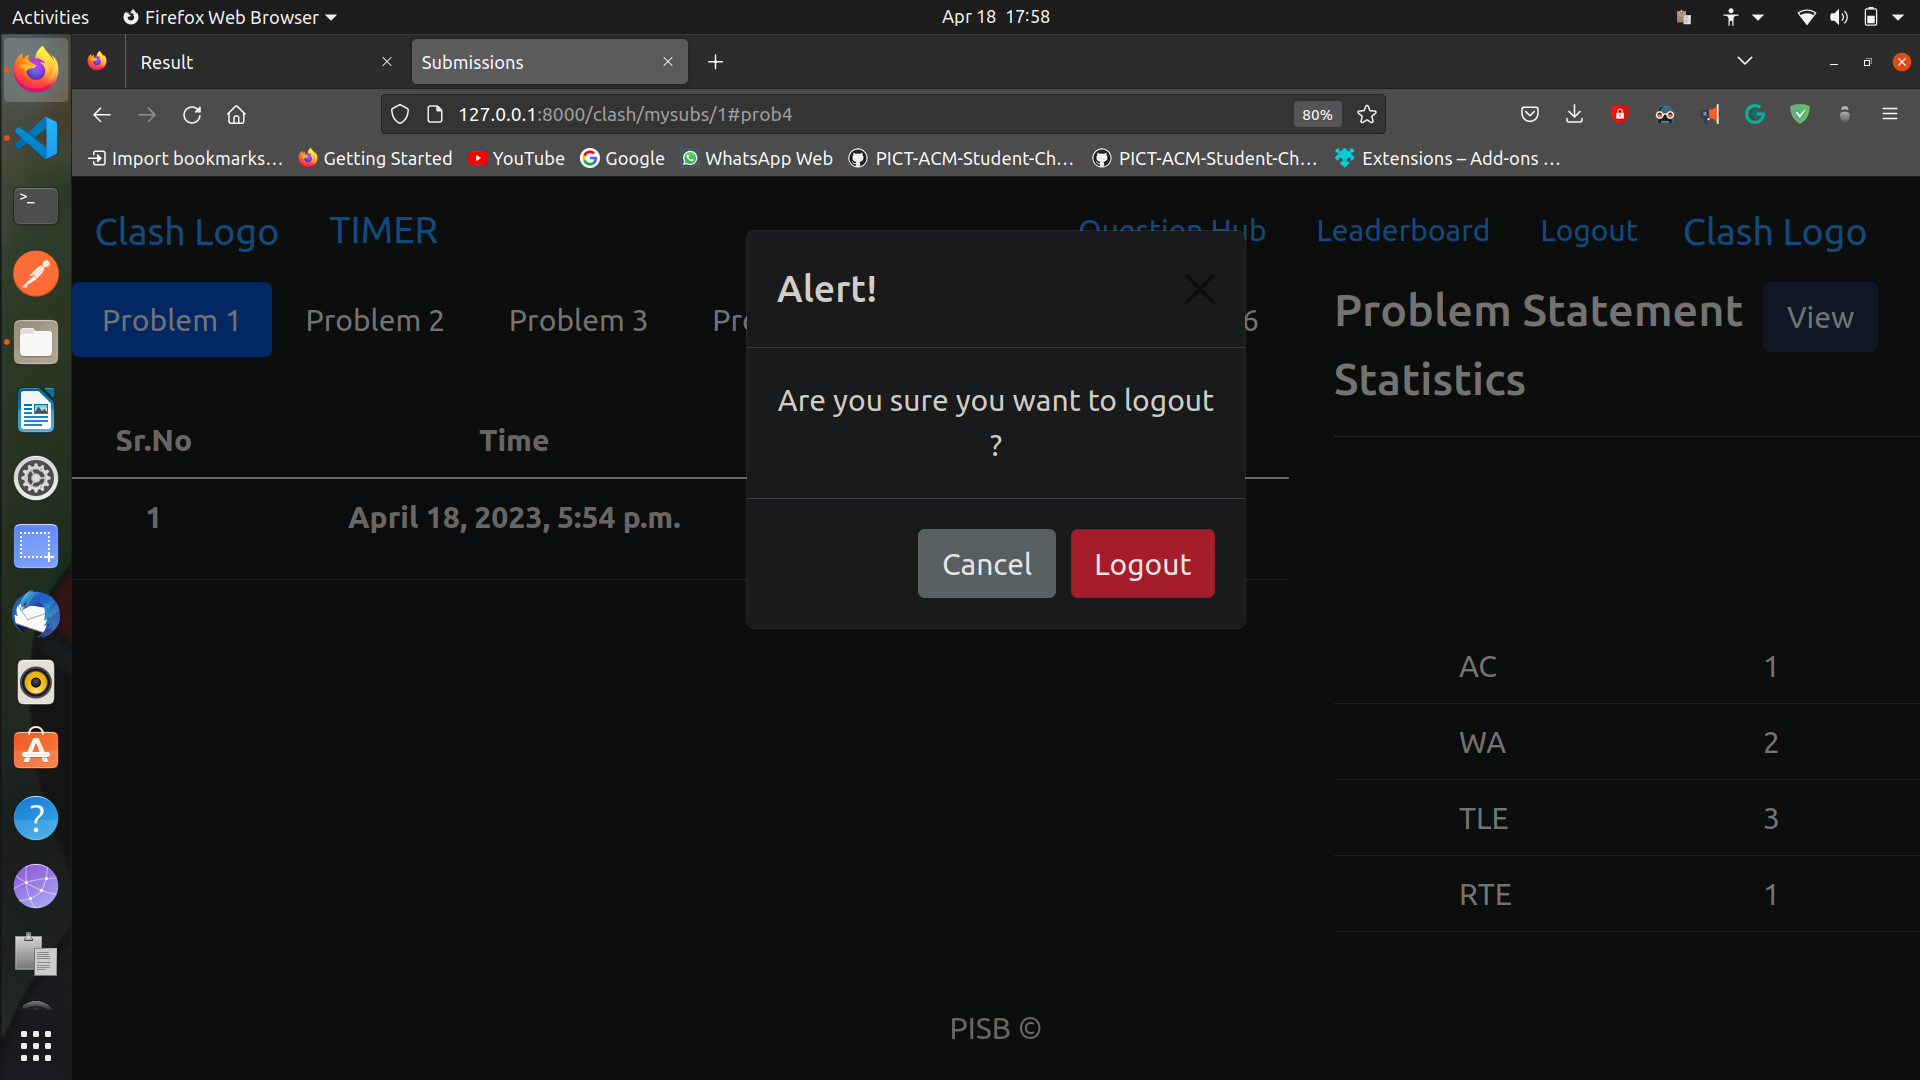 Activities Firefox Web Browser Apr 18 17:58
Result Submissions
127.0.0.1:8000/clash/mysubs/1#prob4 80%
Import bookmarks… Getting Started YouTube Google WhatsApp Web PICT-ACM-Student-Ch… PICT-ACM-Student-Ch… Extensions – Add-ons …
Clash Logo TIMER Question Hub Leaderboard Logout Clash Logo
Problem 1 Problem 2 Problem 3 6
Alert!
Are you sure you want to logout
?
Cancel Logout
Sr.No Time
1 April 18, 2023, 5:54 p.m.
Problem Statement View
Statistics
AC 1
WA 2
TLE 3
RTE 1
PISB ©